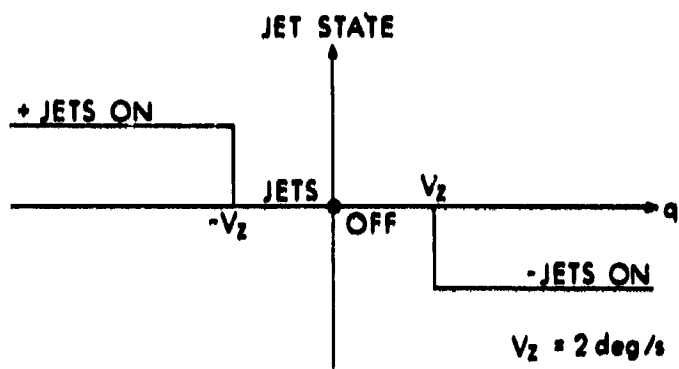 JET STATE
+ JETS ON
JETS
OFF
-Vz
Vz
q
-JETS ON
Vz = 2 deg/s